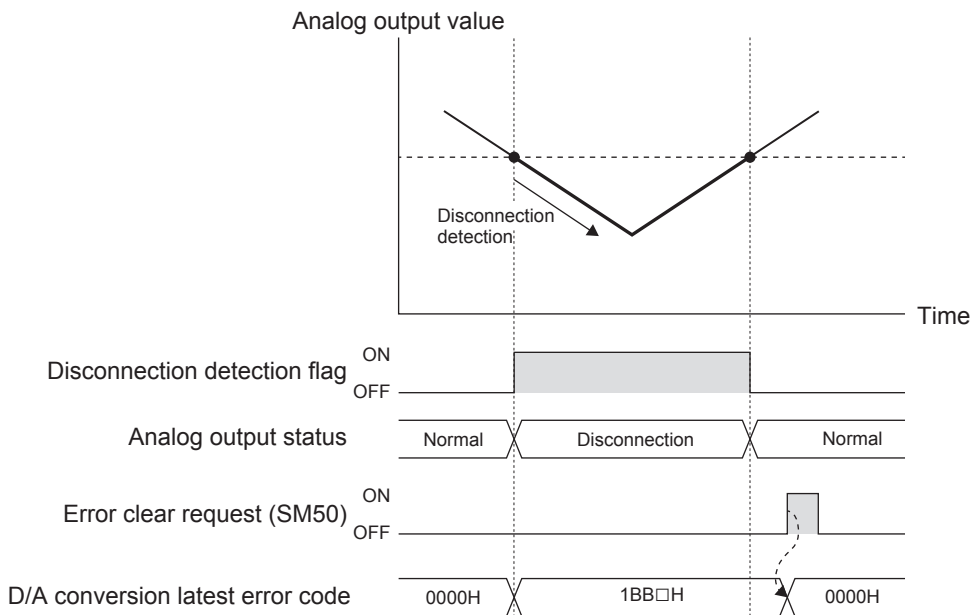 Analog output value
Disconnection
detection
Time
Disconnection detection flag
ON
OFF
Analog output status
Normal
Disconnection
Normal
Error clear request (SM50)
ON
OFF
D/A conversion latest error code
0000H
1BB□H
0000H